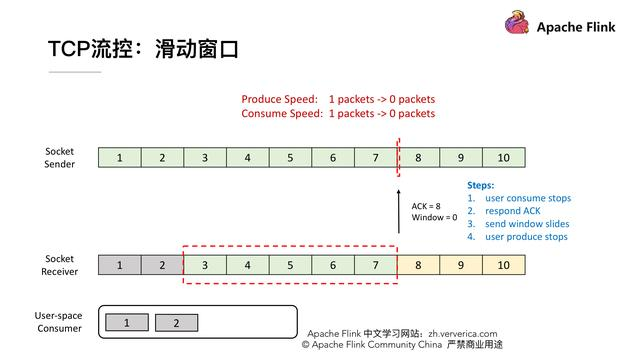 Apache Flink
TCP流控：滑动窗口
Produce Speed: 1 packets -> 0 packets
Consume Speed: 1 packets -> 0 packets
Socket
Sender
1 2 3 4 5 6 7 8 9 10
ACK = 8
Window = 0
Steps:
1. user consume stops
2. respond ACK
3. send window slides
4. user produce stops
Socket
Receiver
1 2 3 4 5 6 7 8 9 10
User-space
Consumer
1 2
Apache Flink 中文学习网站：zh.ververica.com
© Apache Flink Community China 严禁商业用途